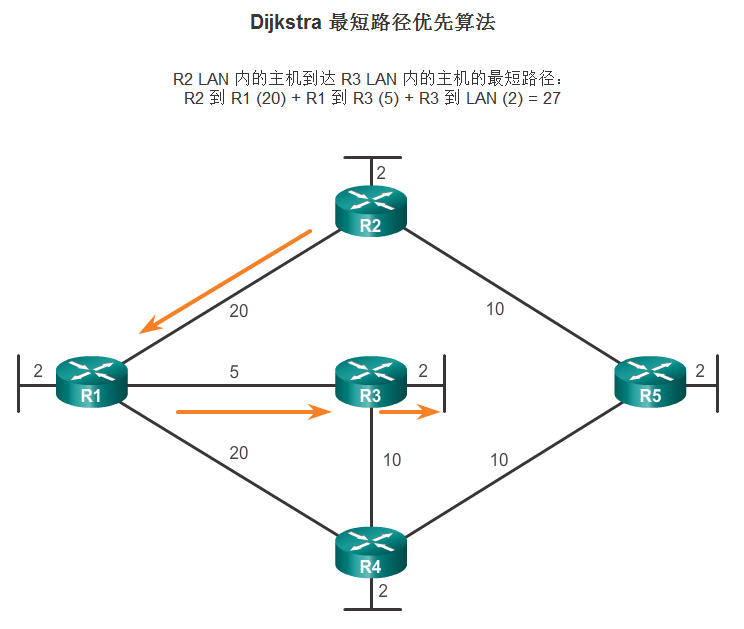 Dijkstra 最短路径优先算法
R2 LAN 内的主机到达 R3 LAN 内的主机的最短路径：
R2 到 R1 (20) + R1 到 R3 (5) + R3 到 LAN (2) = 27
2
R2
20
10
2
R1
5
R3
2
R5
2
20
10
10
R4
2